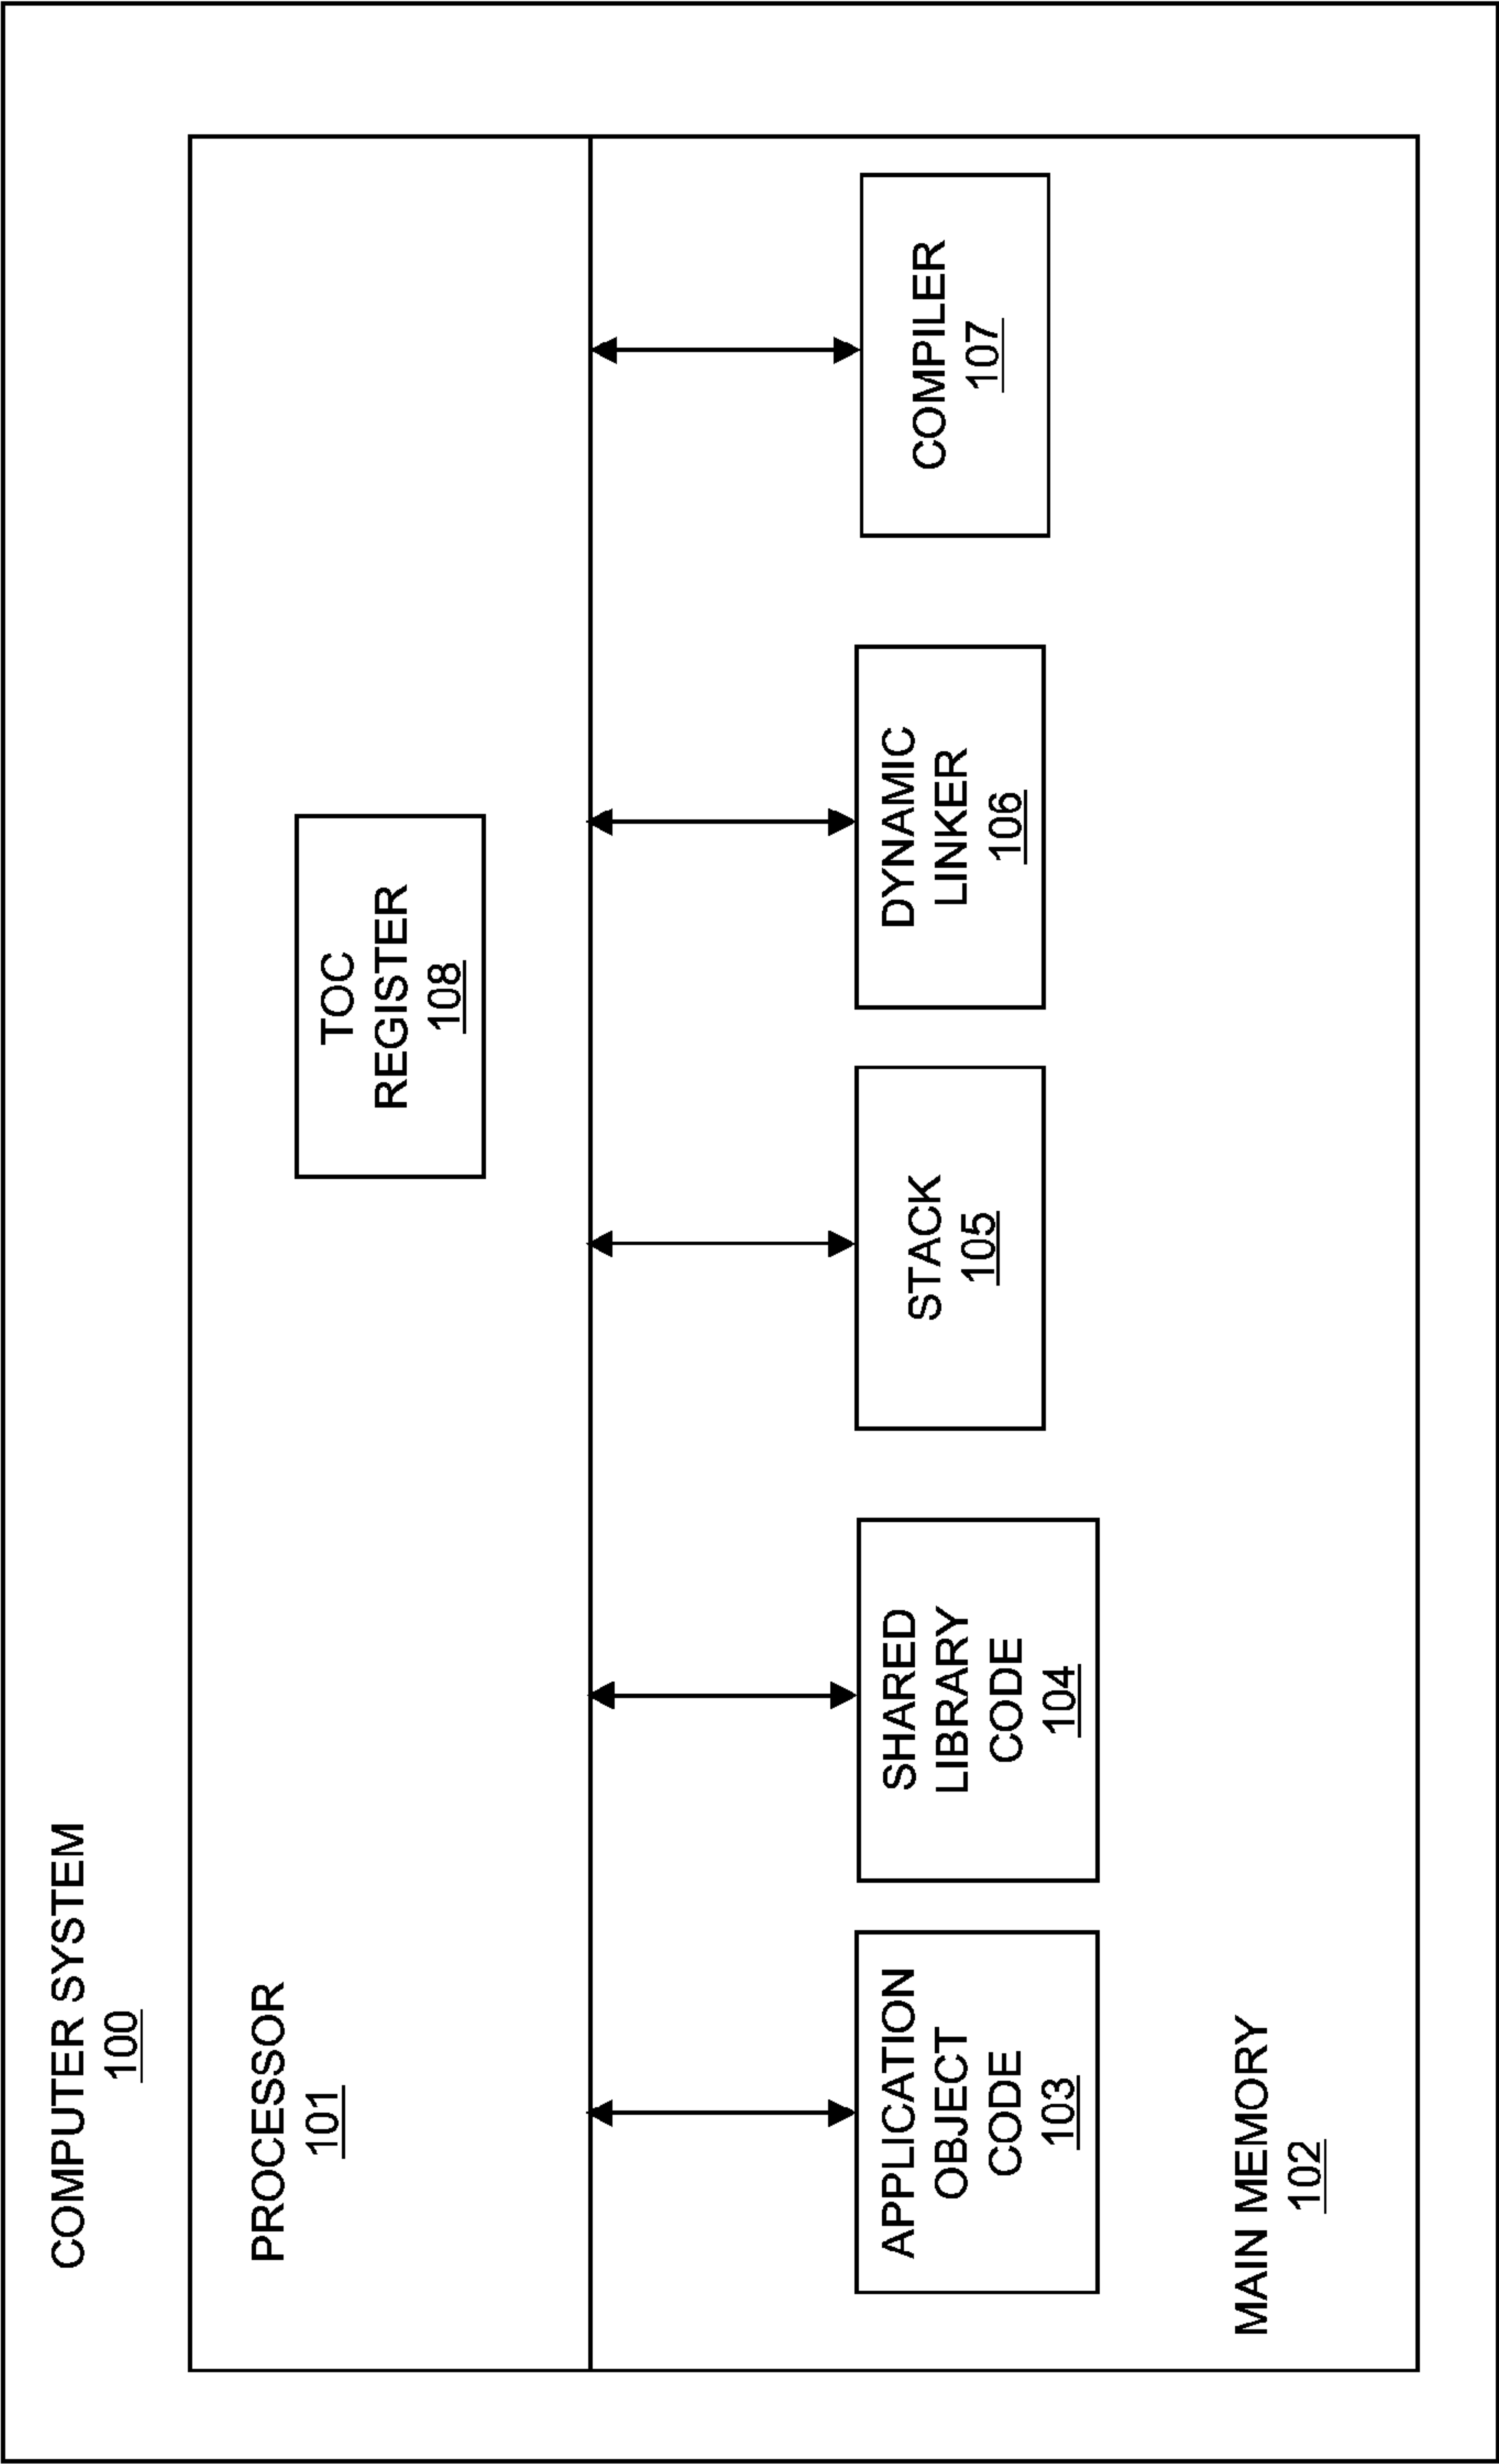 COMPUTER SYSTEM
100
PROCESSOR
101
TOC
REGISTER
108
APPLICATION
OBJECT
CODE
103
SHARED
LIBRARY
CODE
104
STACK
105
DYNAMIC
LINKER
106
COMPILER
107
MAIN MEMORY
102